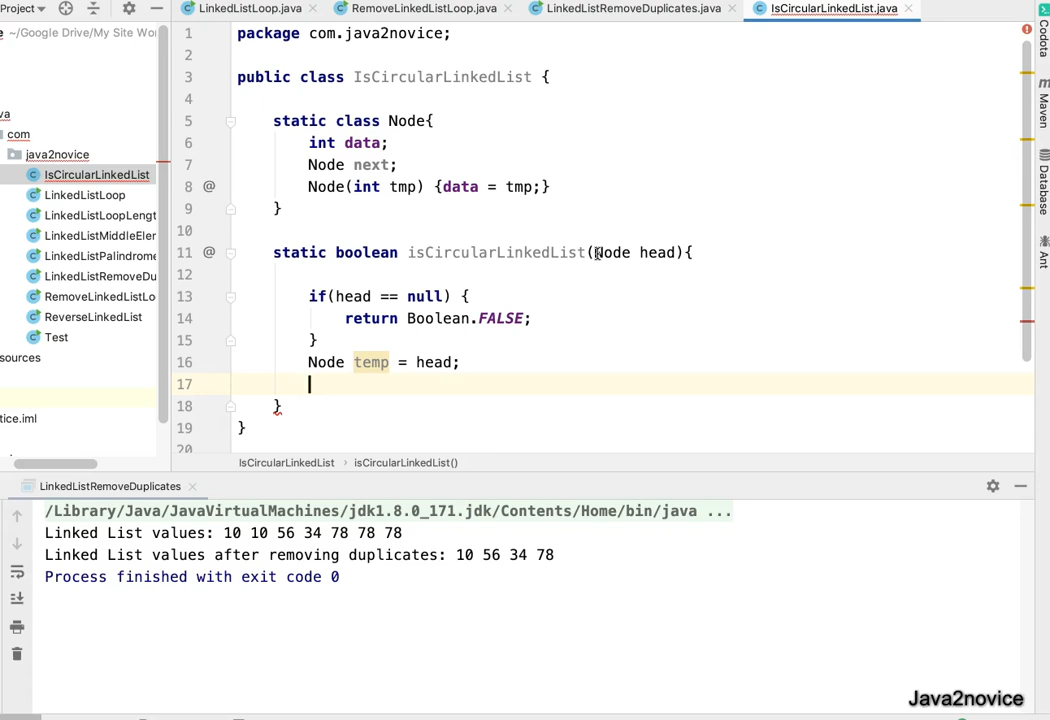 Project
LinkedListLoop.java
RemoveLinkedListLoop.java
LinkedListRemoveDuplicates.java
IsCircularLinkedList.java
~/Google Drive/My Site Wor
com
java2novice
IsCircularLinkedList
LinkedListLoop
LinkedListLoopLengt
LinkedListMiddleEler
LinkedListPalindrome
LinkedListRemoveDu
RemoveLinkedListLo
ReverseLinkedList
Test
sources
tice.iml
1 package com.java2novice;
2
3 public class IsCircularLinkedList {
4
5 static class Node{
6 int data;
7 Node next;
8 @ Node(int tmp) {data = tmp;}
9 }
10
11 @ static boolean isCircularLinkedList(Node head){
12
13 if(head == null) {
14 return Boolean.FALSE;
15 }
16 Node temp = head;
17
18 }
19 }
20
IsCircularLinkedList › isCircularLinkedList()
Codota
Maven
Database
Ant
LinkedListRemoveDuplicates
/Library/Java/JavaVirtualMachines/jdk1.8.0_171.jdk/Contents/Home/bin/java ...
Linked List values: 10 10 56 34 78 78 78
Linked List values after removing duplicates: 10 56 34 78
Process finished with exit code 0
Java2novice